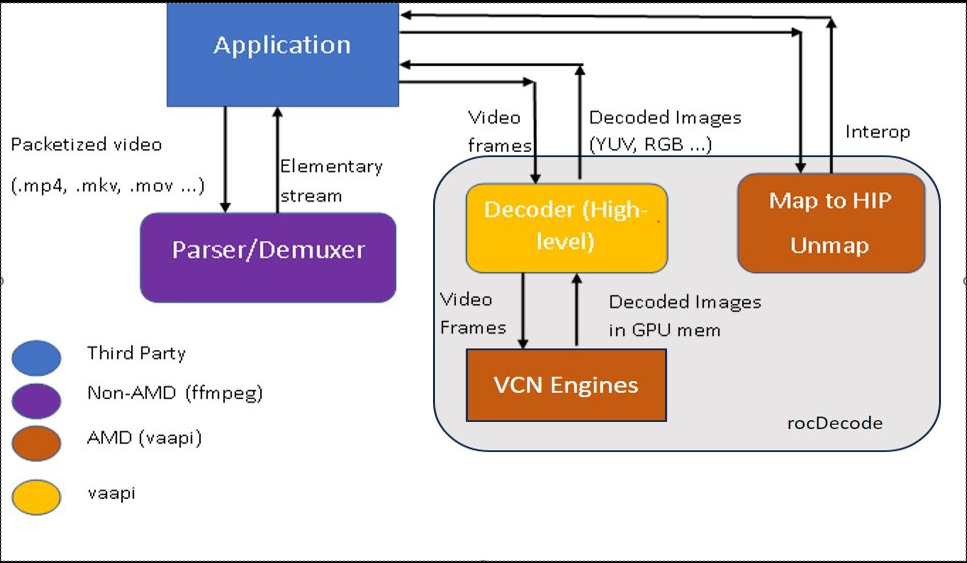 Application
Packetized video
(.mp4, .mkv, .mov ...)
Elementary
stream
Video
frames
Decoded Images
(YUV, RGB ...)
Interop
Parser/Demuxer
Decoder (High-
level)
Map to HIP
Unmap
Video
Frames
Decoded Images
in GPU mem
VCN Engines
rocDecode
Third Party
Non-AMD (ffmpeg)
AMD (vaapi)
vaapi